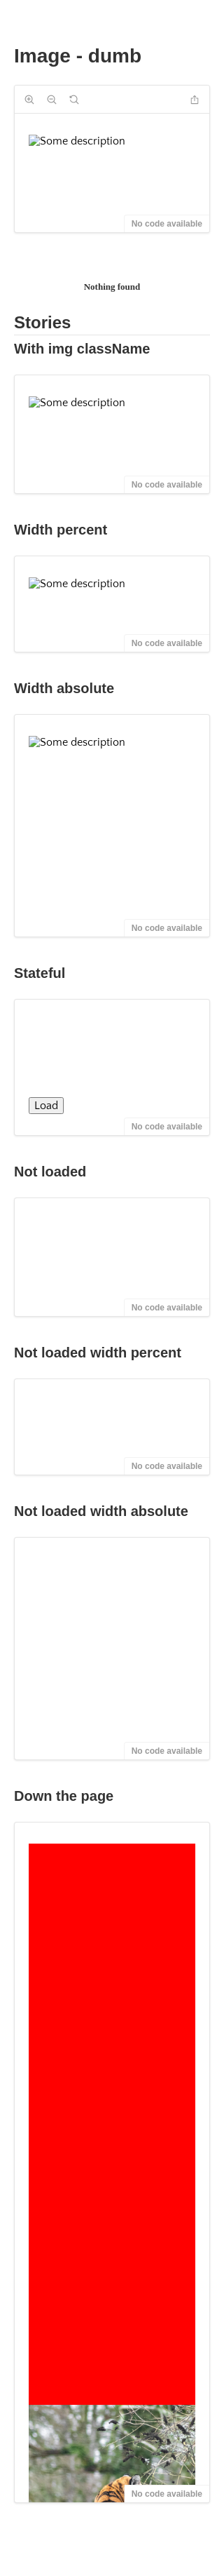 Image - dumb
Some description
No code available
Nothing found
Stories
With img className
Some description
No code available
Width percent
Some description
No code available
Width absolute
Some description
No code available
Stateful
Load
No code available
Not loaded
No code available
Not loaded width percent
No code available
Not loaded width absolute
No code available
Down the page
No code available